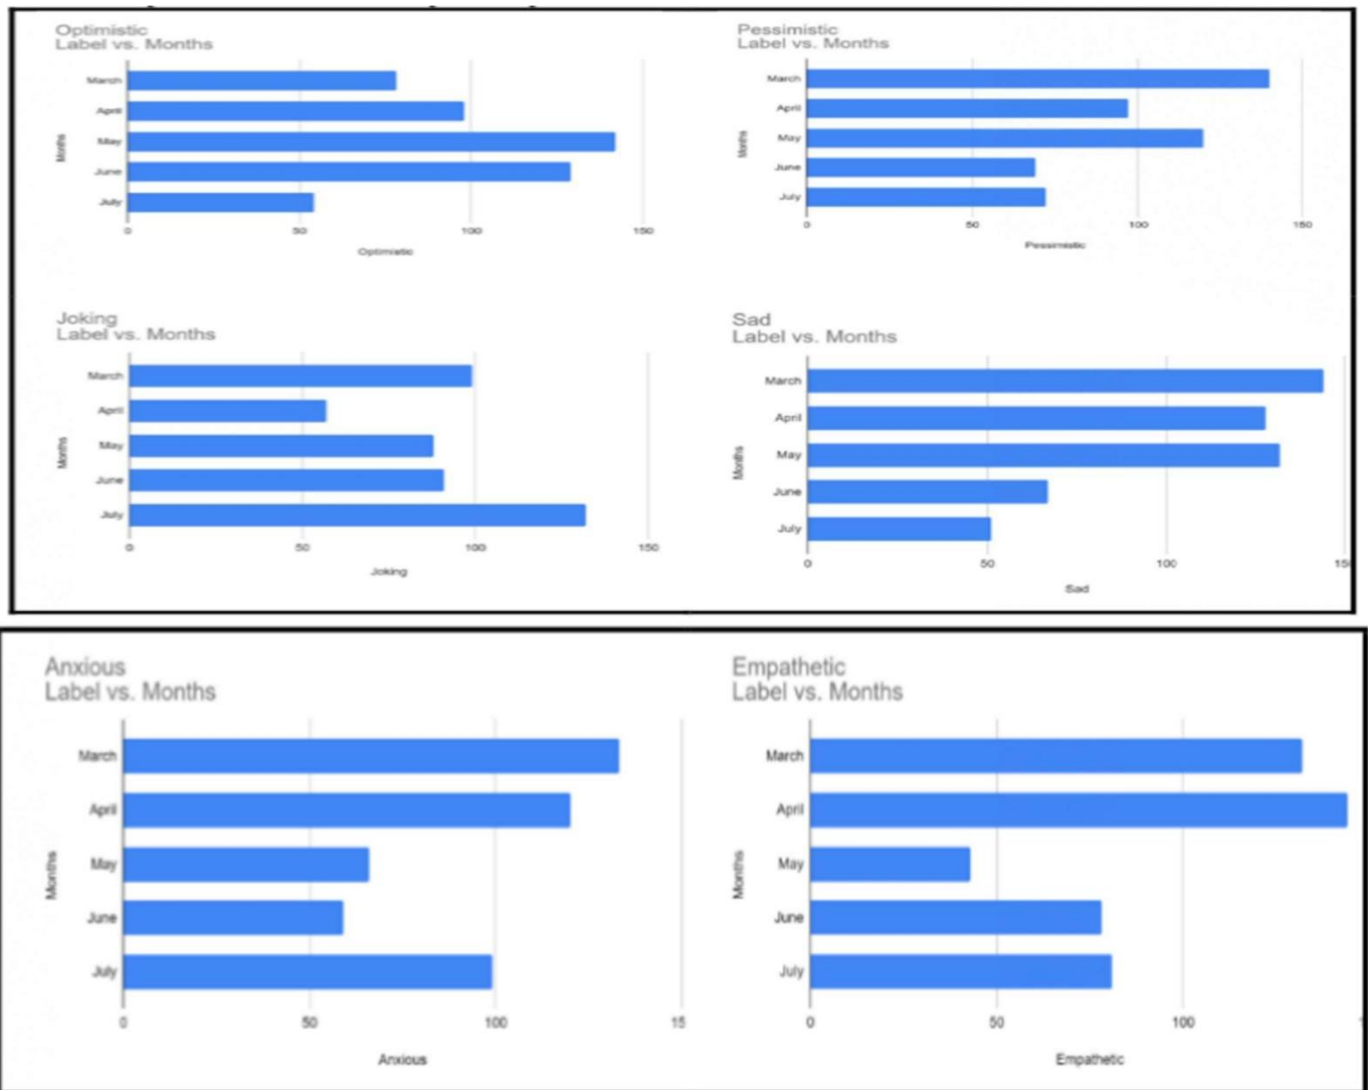 Optimistic
Label vs. Months
March
April
May
June
July
Months
0 50 100 150
Optimistic
Pessimistic
Label vs. Months
March
April
May
June
July
Months
0 50 100 150
Pessimistic
Joking
Label vs. Months
March
April
May
June
July
Months
0 50 100 150
Joking
Sad
Label vs. Months
March
April
May
June
July
Months
0 50 100 15
Sad
Anxious
Label vs. Months
March
April
May
June
July
Months
0 50 100 15
Anxious
Empathetic
Label vs. Months
March
April
May
June
July
Months
0 50 100
Empathetic